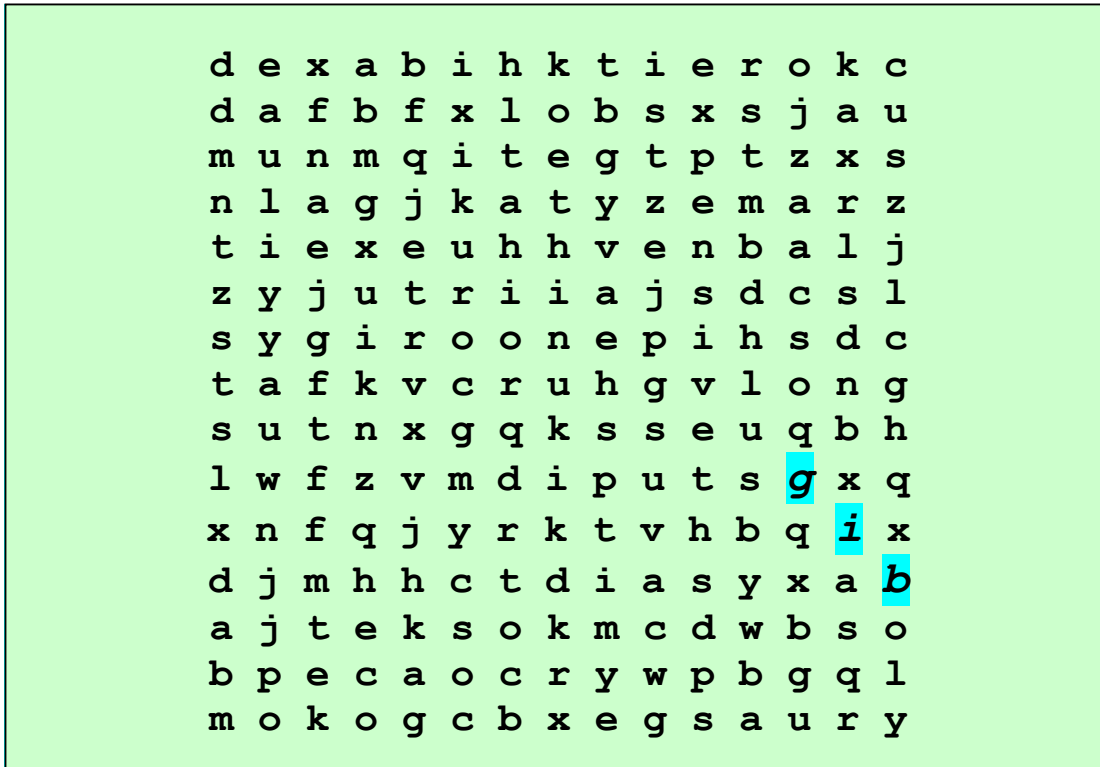 d e x a b i h k t i e r o k c
d a f b f x l o b s x s j a u
m u n m q i t e g t p t z x s
n l a g j k a t y z e m a r z
t i e x e u h h v e n b a l j
z y j u t r i i a j s d c s l
s y g i r o o n e p i h s d c
t a f k v c r u h g v l o n g
s u t n x g q k s s e u q b h
l w f z v m d i p u t s g x q
x n f q j y r k t v h b q i x
d j m h h c t d i a s y x a b
a j t e k s o k m c d w b s o
b p e c a o c r y w p b g q l
m o k o g c b x e g s a u r y